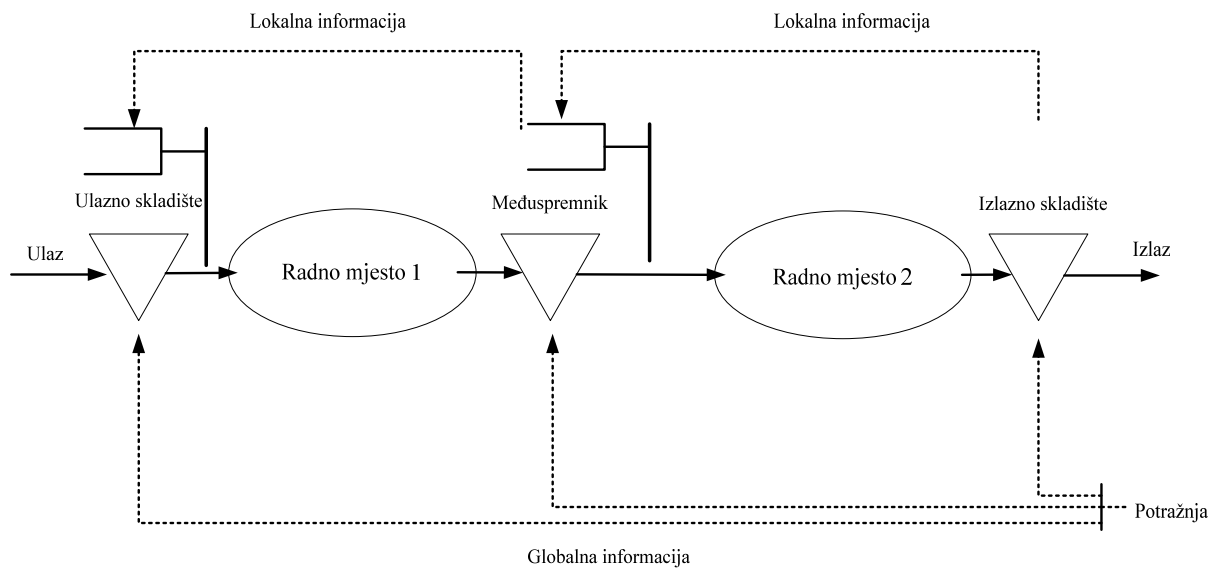 Lokalna informacija
Lokalna informacija
Ulazno skladište
Međuspremnik
Izlazno skladište
Ulaz
Radno mjesto 1
Radno mjesto 2
Izlaz
Potražnja
Globalna informacija